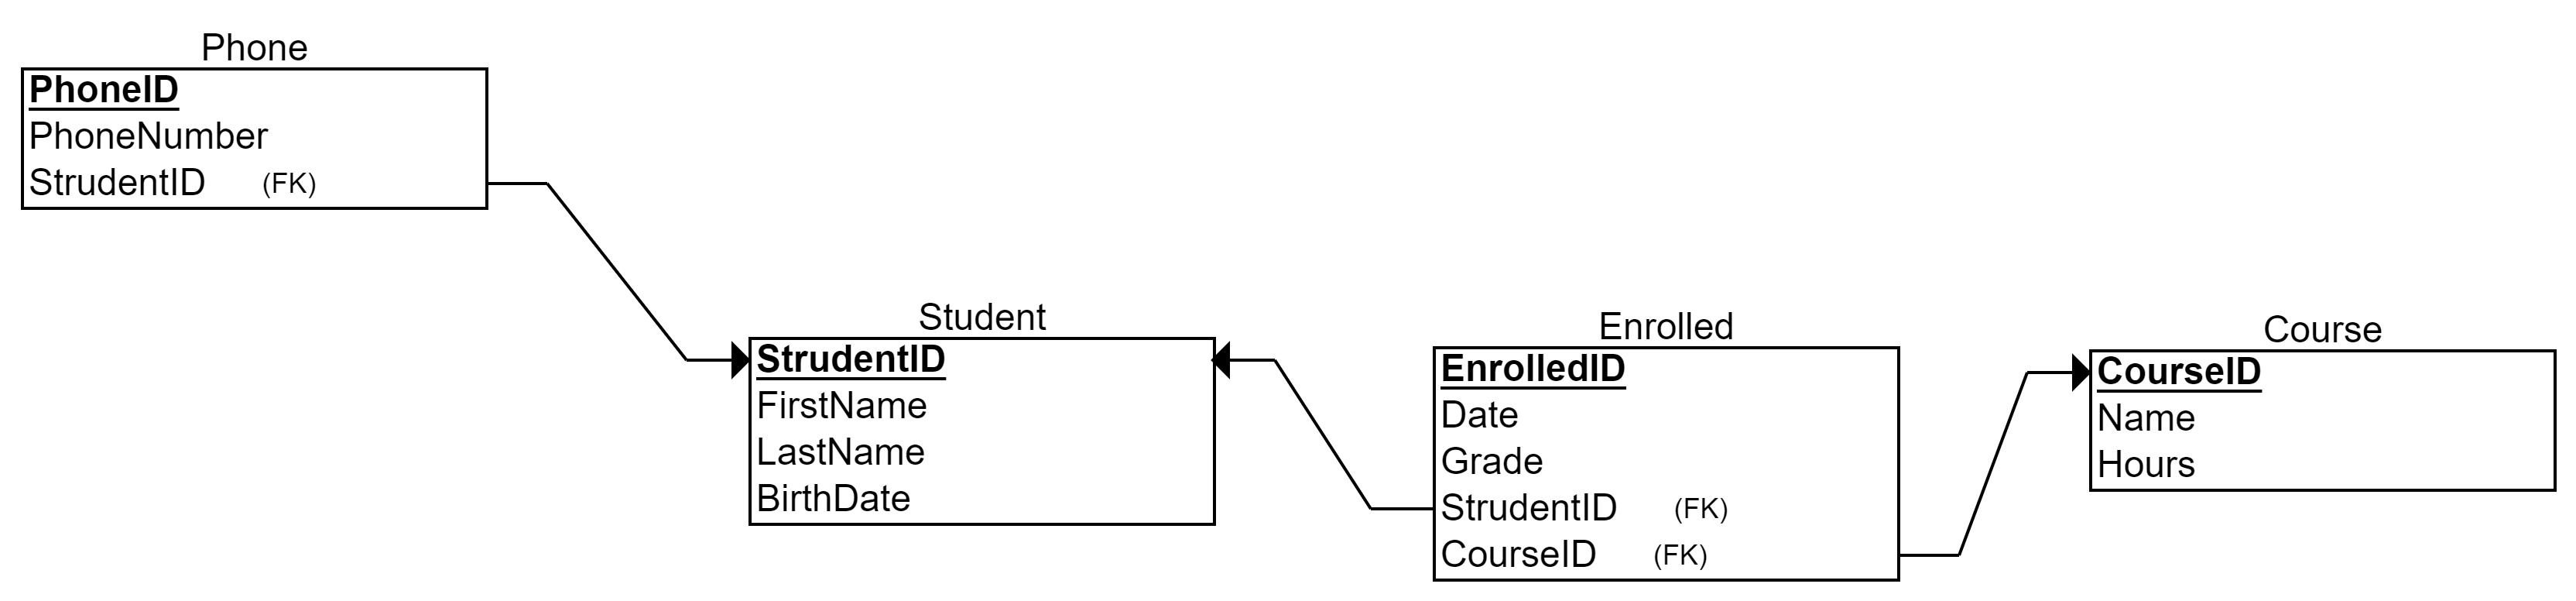 Phone
PhoneID
PhoneNumber
StrudentID (FK)
Student
StrudentID
FirstName
LastName
BirthDate
Enrolled
EnrolledID
Date
Grade
StrudentID (FK)
CourseID (FK)
Course
CourseID
Name
Hours